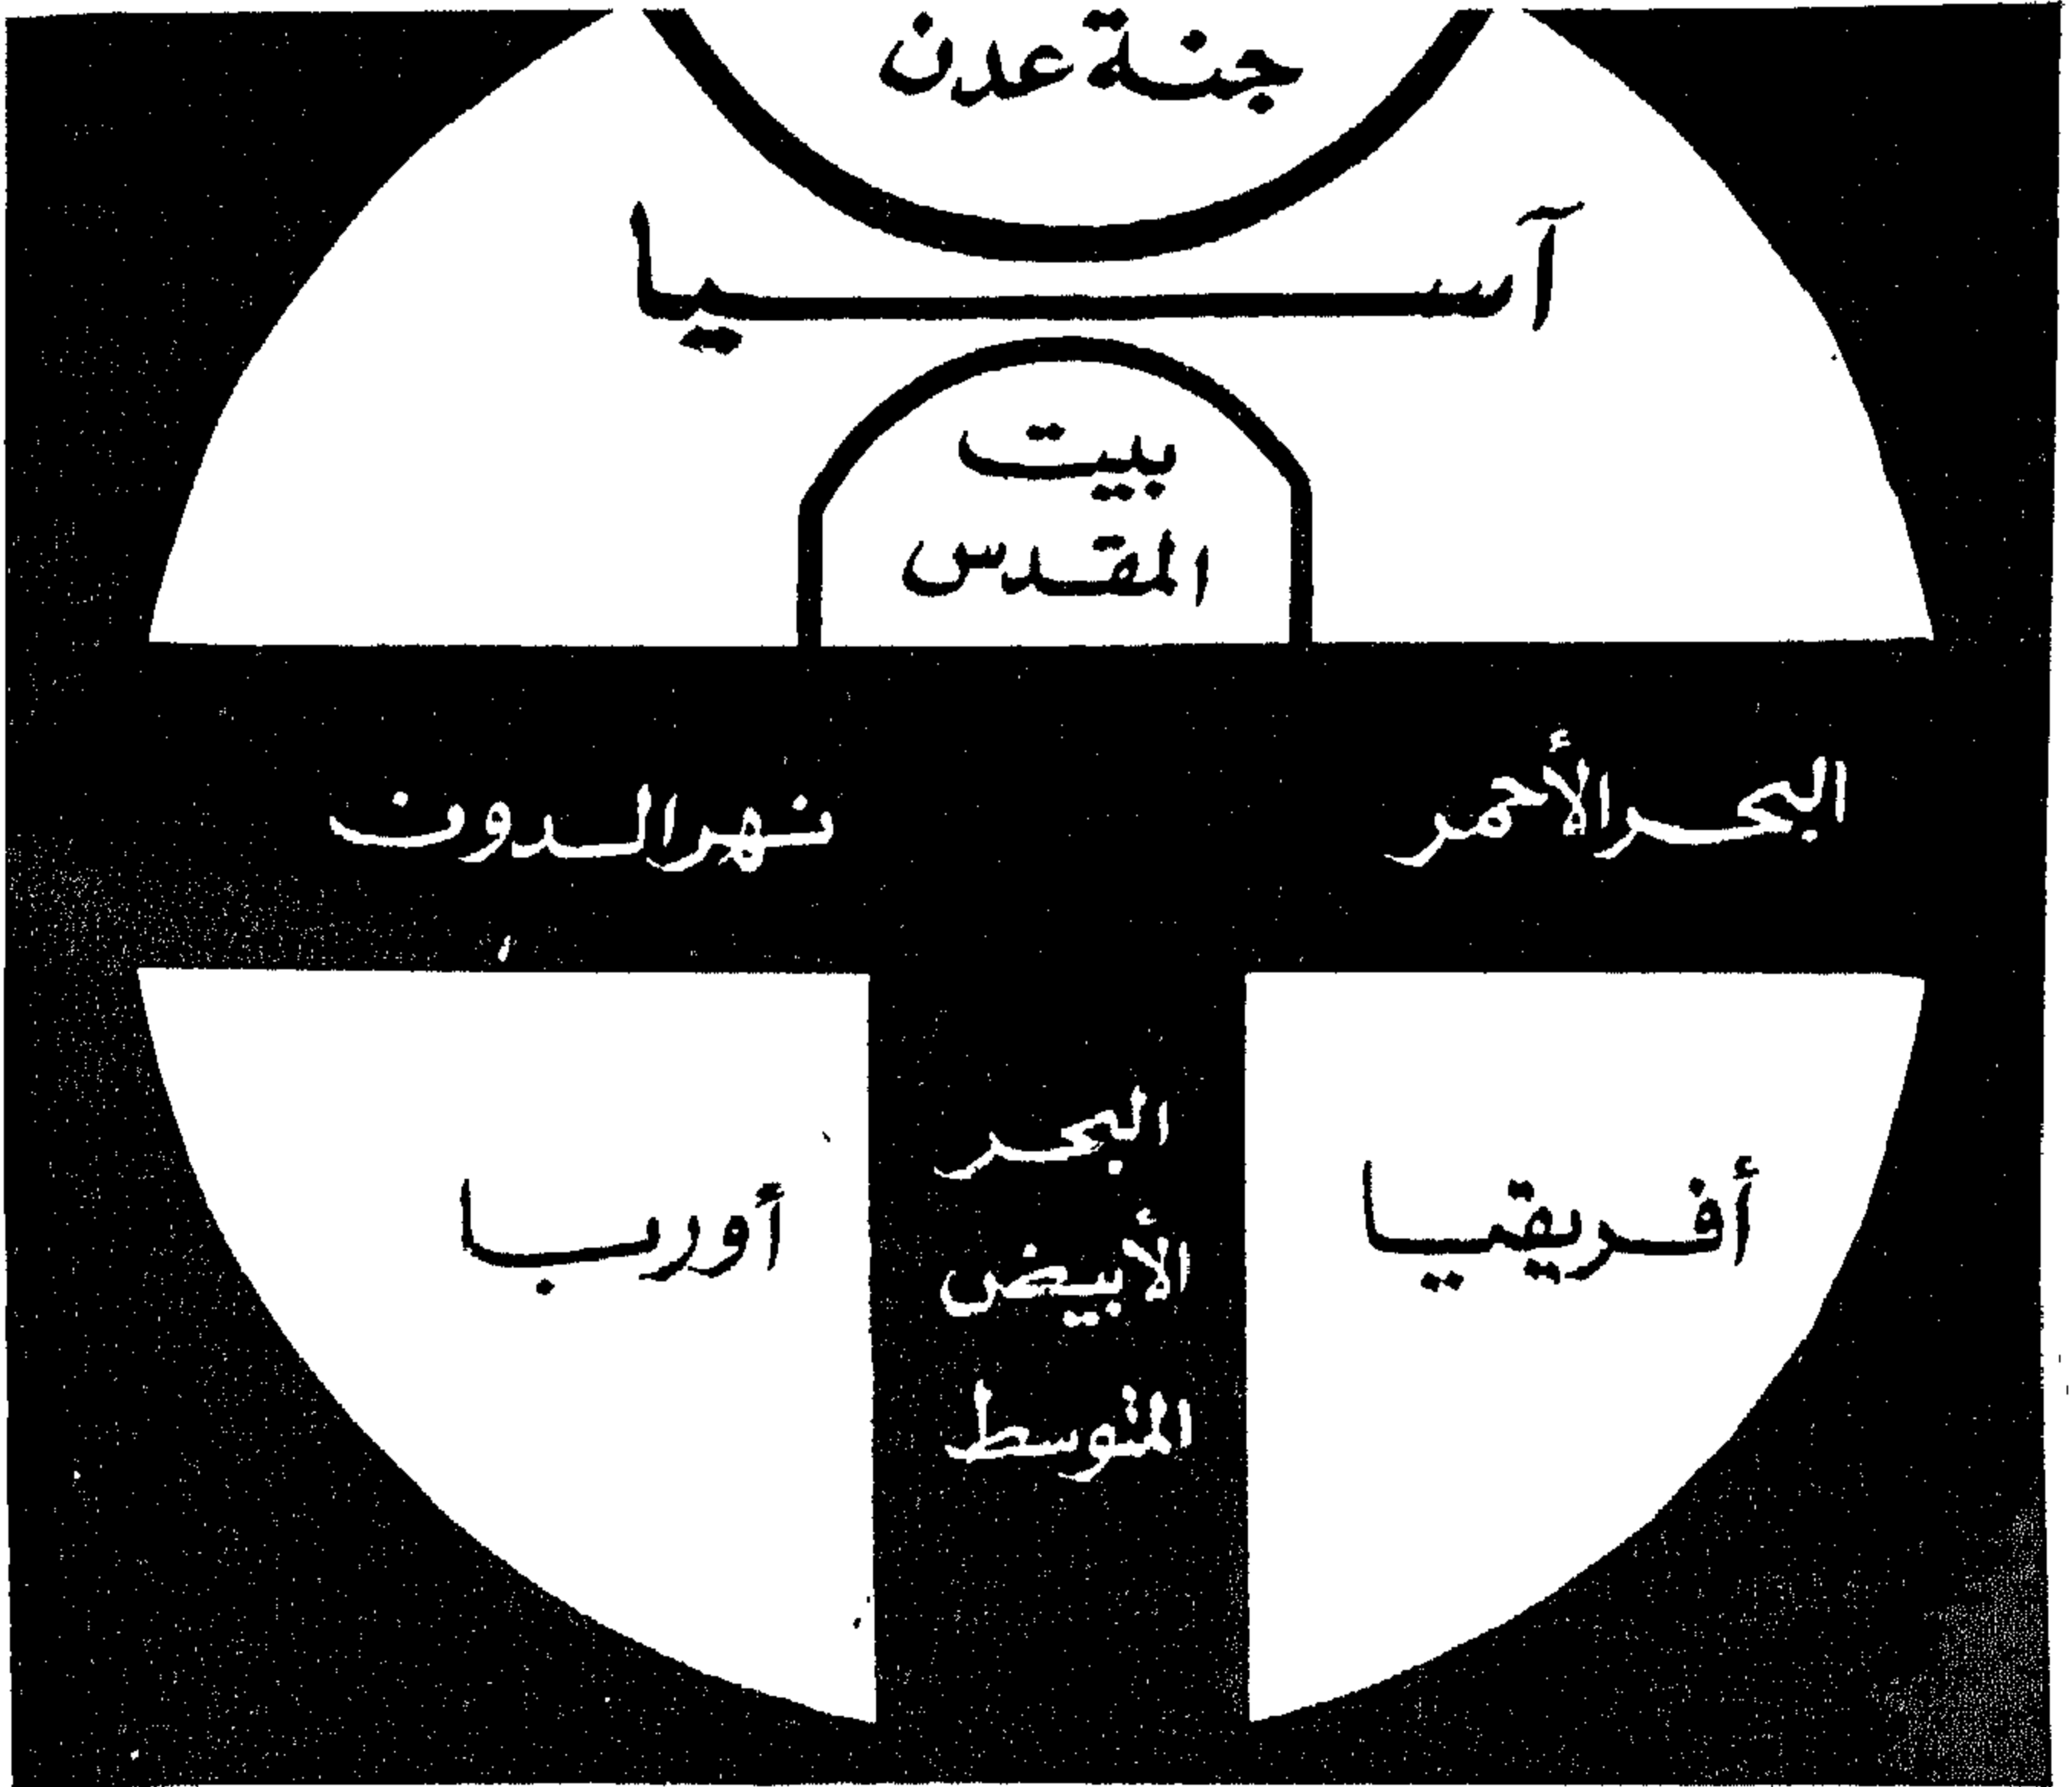 جنة عدن
آسيا
بيت
المقدس
البحر الأحمر
نهر الدون
أفريقيا
البحر
الأبيض
المتوسط
أوربا